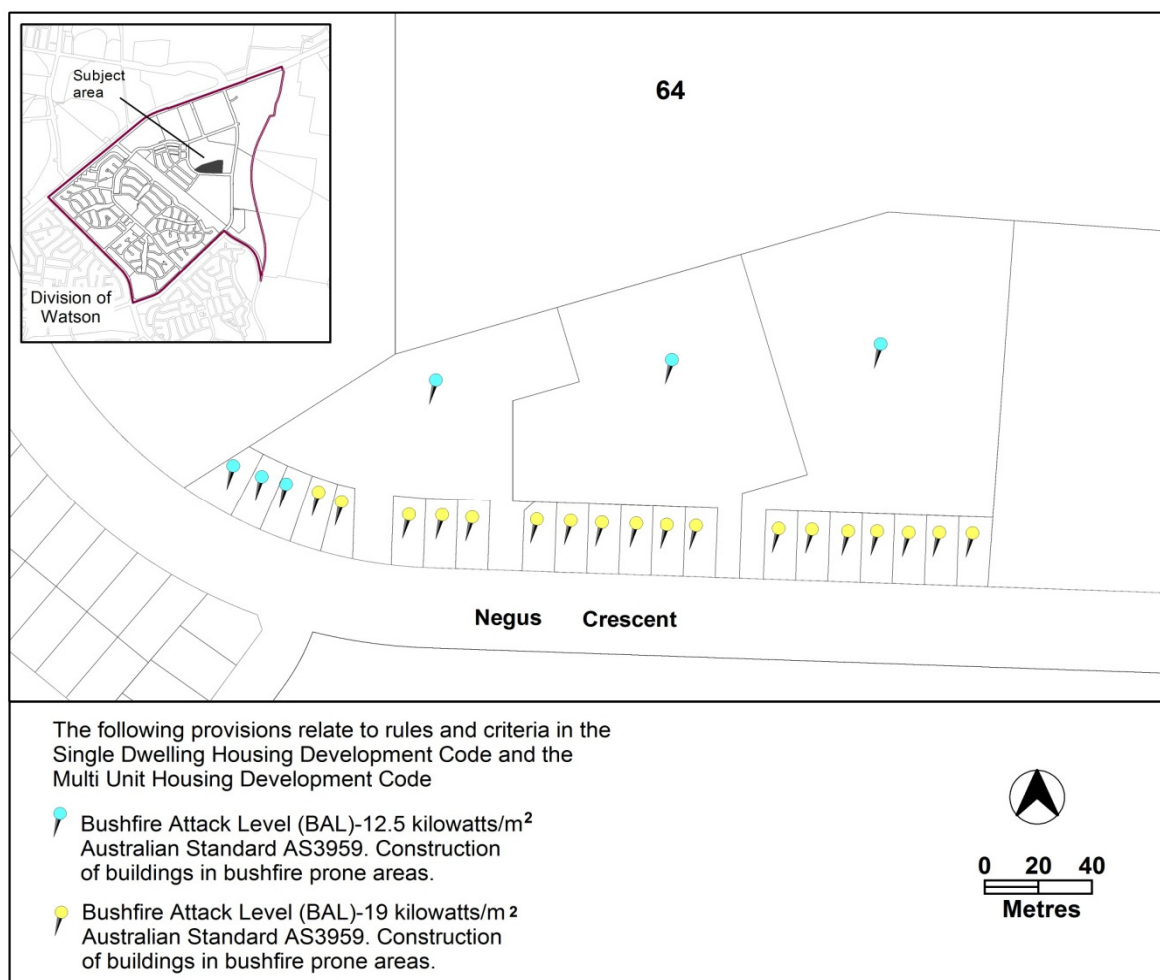 Subject
area
64
Division of
Watson
Negus Crescent
The following provisions relate to rules and criteria in the
Single Dwelling Housing Development Code and the
Multi Unit Housing Development Code
Bushfire Attack Level (BAL)-12.5 kilowatts/m²
Australian Standard AS3959. Construction
of buildings in bushfire prone areas.
Bushfire Attack Level (BAL)-19 kilowatts/m²
Australian Standard AS3959. Construction
of buildings in bushfire prone areas.
0 20 40
Metres